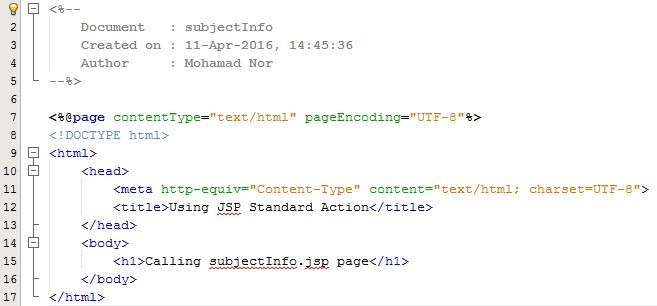 <%--
2 Document : subjectInfo
3 Created on : 11-Apr-2016, 14:45:36
4 Author : Mohamad Nor
5 --%>
6
7 <%@page contentType="text/html" pageEncoding="UTF-8"%>
8 <!DOCTYPE html>
9 <html>
10 <head>
11 <meta http-equiv="Content-Type" content="text/html; charset=UTF-8">
12 <title>Using JSP Standard Action</title>
13 </head>
14 <body>
15 <h1>Calling subjectInfo.jsp page</h1>
16 </body>
17 </html>